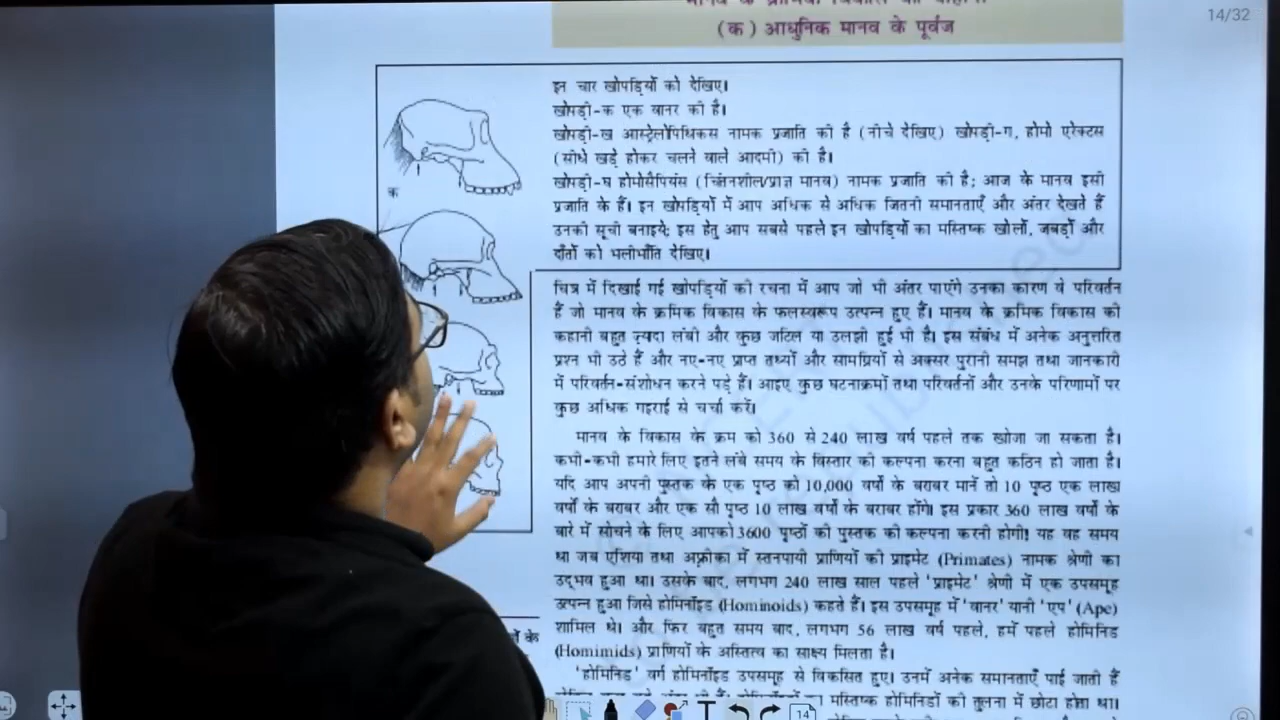 14/32
(क) आधुनिक मानव के पूर्वज
इन चार खोपड़ियों को देखिए।
खोपड़ी-क एक वानर की है।
खोपड़ी-ख आस्ट्रेलोपिथिकस नामक प्रजाति की है (नीचे देखिए) खोपड़ी-ग, होमो एरेक्टस
(सीधे खड़े होकर चलने वाले आदमी) की है।
खोपड़ी-घ होमोसैपियंस (चिंतनशील/प्राज्ञ मानव) नामक प्रजाति की है; आज के मानव इसी
प्रजाति के हैं। इन खोपड़ियों में आप अधिक से अधिक जितनी समानताएँ और अंतर देखते हैं
उनकी सूची बनाइये; इस हेतु आप सबसे पहले इन खोपड़ियों का मस्तिष्क खोलों, जबड़ों और
दाँतों को भलीभाँति देखिए।
क
चित्र में दिखाई गई खोपड़ियों की रचना में आप जो भी अंतर पाएंगे उनका कारण वे परिवर्तन
हैं जो मानव के क्रमिक विकास के फलस्वरूप उत्पन्न हुए हैं। मानव के क्रमिक विकास की
कहानी बहुत ज़्यादा लंबी और कुछ जटिल या उलझी हुई भी है। इस संबंध में अनेक अनुत्तरित
प्रश्न भी उठे हैं और नए-नए प्राप्त तथ्यों और सामग्रियों से अक्सर पुरानी समझ तथा जानकारी
में परिवर्तन-संशोधन करने पड़े हैं। आइए कुछ घटनाक्रमों तथा परिवर्तनों और उनके परिणामों पर
कुछ अधिक गहराई से चर्चा करें।
मानव के विकास के क्रम को 360 से 240 लाख वर्ष पहले तक खोजा जा सकता है।
कभी-कभी हमारे लिए इतने लंबे समय के विस्तार की कल्पना करना बहुत कठिन हो जाता है।
यदि आप अपनी पुस्तक के एक पृष्ठ को 10,000 वर्षों के बराबर मानें तो 10 पृष्ठ एक लाख
वर्षों के बराबर और एक सौ पृष्ठ 10 लाख वर्षों के बराबर होंगे। इस प्रकार 360 लाख वर्षों के
बारे में सोचने के लिए आपको 3600 पृष्ठों की पुस्तक की कल्पना करनी होगी! यह वह समय
था जब एशिया तथा अफ्रीका में स्तनपायी प्राणियों की प्राइमेट (Primates) नामक श्रेणी का
उद्भव हुआ था। उसके बाद, लगभग 240 लाख साल पहले 'प्राइमेट' श्रेणी में एक उपसमूह
उत्पन्न हुआ जिसे होमिनॉइड (Hominoids) कहते हैं। इस उपसमूह में 'वानर' यानी 'एप' (Ape)
शामिल थे। और फिर बहुत समय बाद, लगभग 56 लाख वर्ष पहले, हमें पहले होमिनिड
(Homimids) प्राणियों के अस्तित्व का साक्ष्य मिलता है।
'होमिनिड' वर्ग होमिनॉइड उपसमूह से विकसित हुए। उनमें अनेक समानताएँ पाई जाती हैं
मस्तिष्क होमिनिडों की तुलना में छोटा होता था।
14